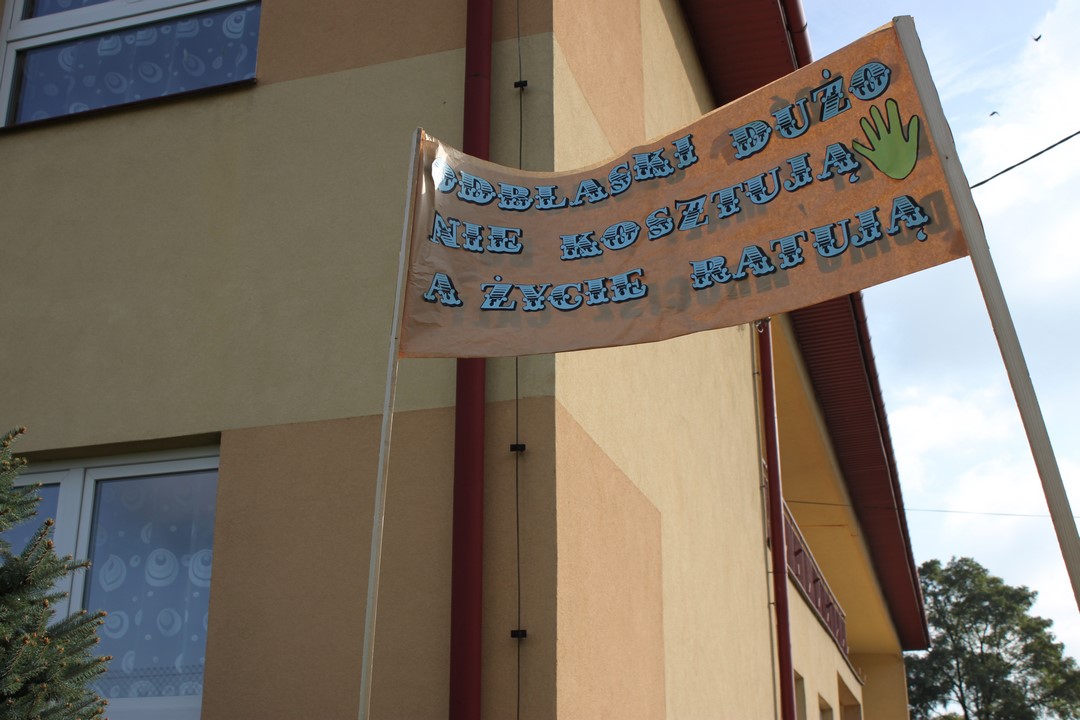 ODBLASKI DUŻO
NIE KOSZTUJĄ
A ŻYCIE RATUJĄ